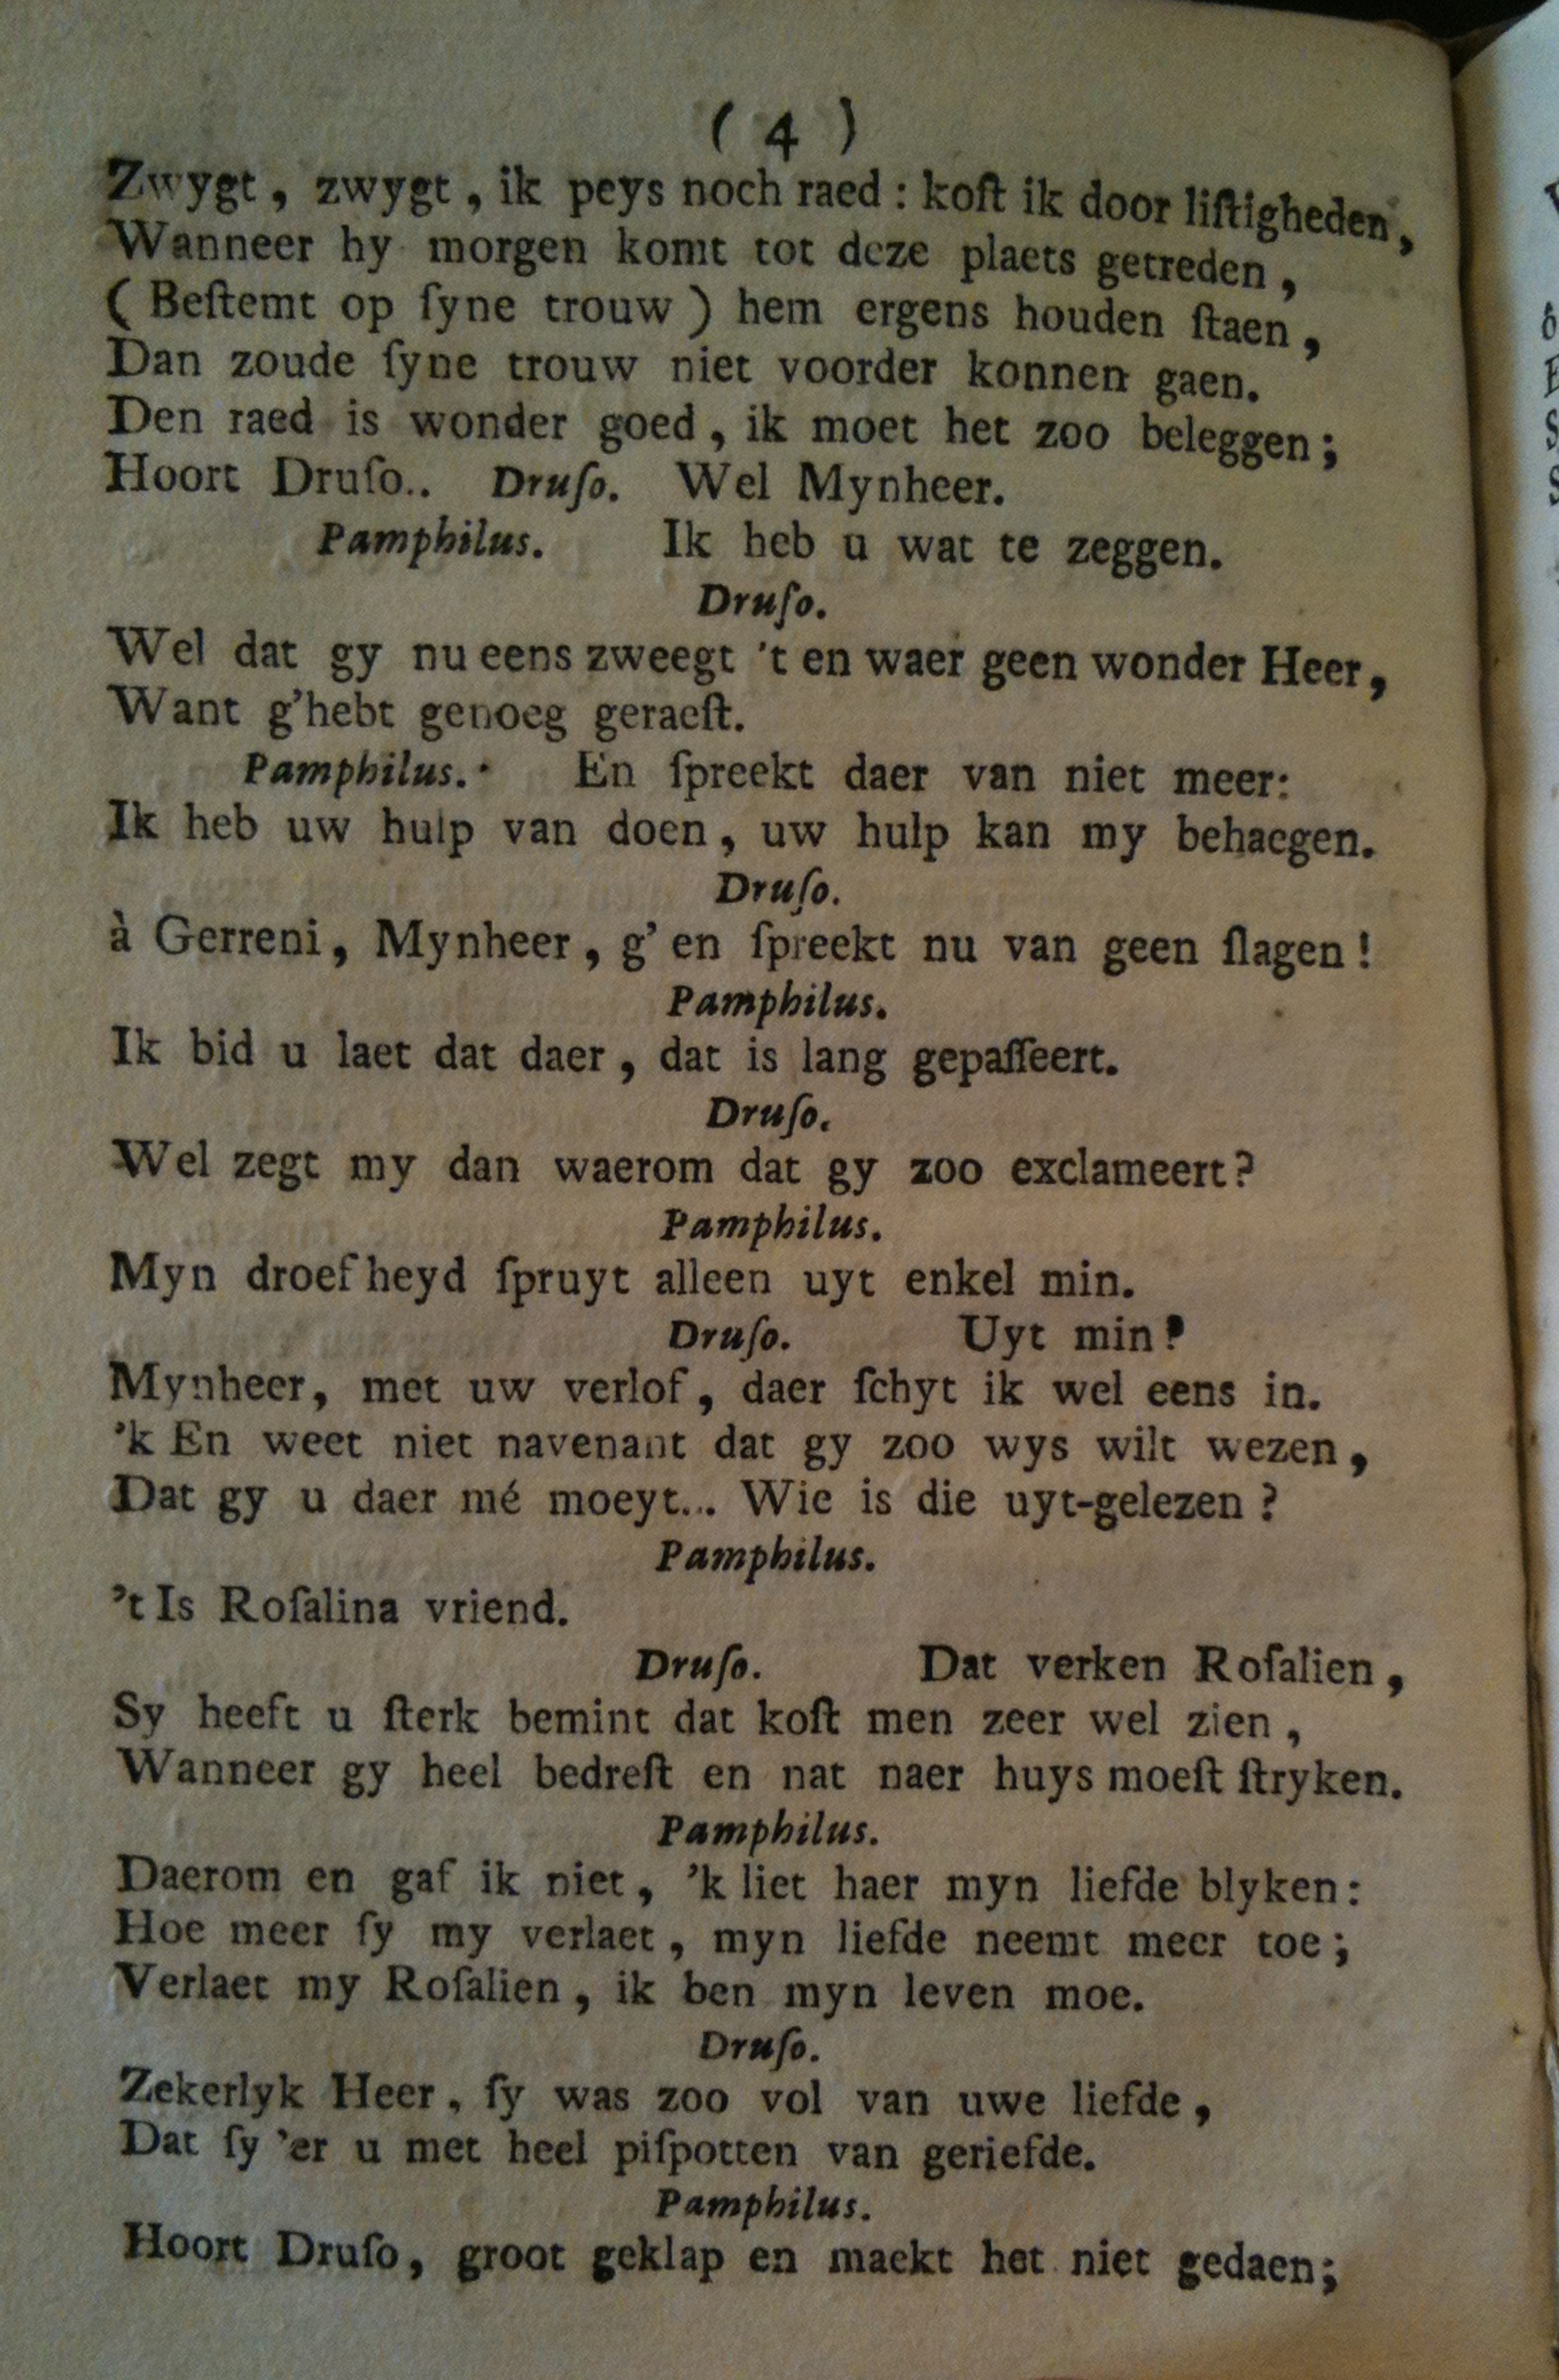 ( 4 )
Zwygt, zwygt, ik peys noch raed: koſt ik door liſtigheden,
Wanneer hy morgen komt tot deze plaets getreden,
( Beſtemt op ſyne trouw ) hem ergens houden ſtaen,
Dan zoude ſyne trouw niet voorder konnen gaen.
Den raed is wonder goed, ik moet het zoo beleggen;
Hoort Druſo.. Druſo. Wel Mynheer.
Pamphilus. Ik heb u wat te zeggen.
Druſo.
Wel dat gy nu eens zweegt 't en waer geen wonder Heer,
Want g'hebt genoeg geraeſt.
Pamphilus. En ſpreekt daer van niet meer:
Ik heb uw hulp van doen, uw hulp kan my behaegen.
Druſo.
à Gerreni, Mynheer, g' en ſpreekt nu van geen ſlagen!
Pamphilus.
Ik bid u laet dat daer, dat is lang gepaſſeert.
Druſo.
Wel zegt my dan waerom dat gy zoo exclameert?
Pamphilus.
Myn droefheyd ſpruyt alleen uyt enkel min.
Druſo. Uyt min?
Mynheer, met uw verlof, daer ſchyt ik wel eens in.
'k En weet niet navenant dat gy zoo wys wilt wezen,
Dat gy u daer mé moeyt... Wie is die uyt-gelezen?
Pamphilus.
't Is Roſalina vriend.
Druſo. Dat verken Roſalien,
Sy heeft u ſterk bemint dat koſt men zeer wel zien,
Wanneer gy heel bedreſt en nat naer huys moeſt ſtryken.
Pamphilus.
Daerom en gaf ik niet, 'k liet haer myn liefde blyken:
Hoe meer ſy my verlaet, myn liefde neemt meer toe;
Verlaet my Roſalien, ik ben myn leven moe.
Druſo.
Zekerlyk Heer, ſy was zoo vol van uwe liefde,
Dat ſy 'er u met heel piſpotten van geriefde.
Pamphilus.
Hoort Druſo, groot geklap en maekt het niet gedaen;